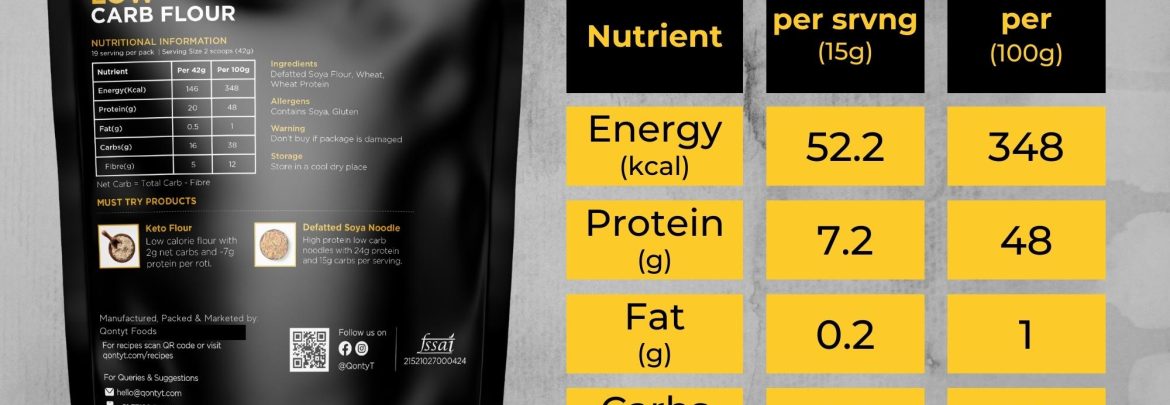 LOW
CARB FLOUR
NUTRITIONAL INFORMATION
19 serving per pack | Serving Size 2 scoops (42g)
Nutrient Per 42g Per 100g
Energy(Kcal) 146 348
Protein(g) 20 48
Fat(g) 0.5 1
Carbs(g) 16 38
Fibre(g) 5 12
Net Carb = Total Carb - Fibre
Ingredients
Defatted Soya Flour, Wheat,
Wheat Protein
Allergens
Contains Soya, Gluten
Warning
Don't buy if package is damaged
Storage
Store in a cool dry place
MUST TRY PRODUCTS
Keto Flour
Low calorie flour with
2g net carbs and ~7g
protein per roti.
Defatted Soya Noodle
High protein low carb
noodles with 24g protein
and 15g carbs per serving.
Manufactured, Packed & Marketed by:
Qontyt Foods
For recipes scan QR code or visit
qontyt.com/recipes
For Queries & Suggestions
hello@qontyt.com
Follow us on
@QontyT
fssai
21521027000424
Nutrient per srvng (15g) per (100g)
Energy (kcal) 52.2 348
Protein (g) 7.2 48
Fat (g) 0.2 1
Carbs